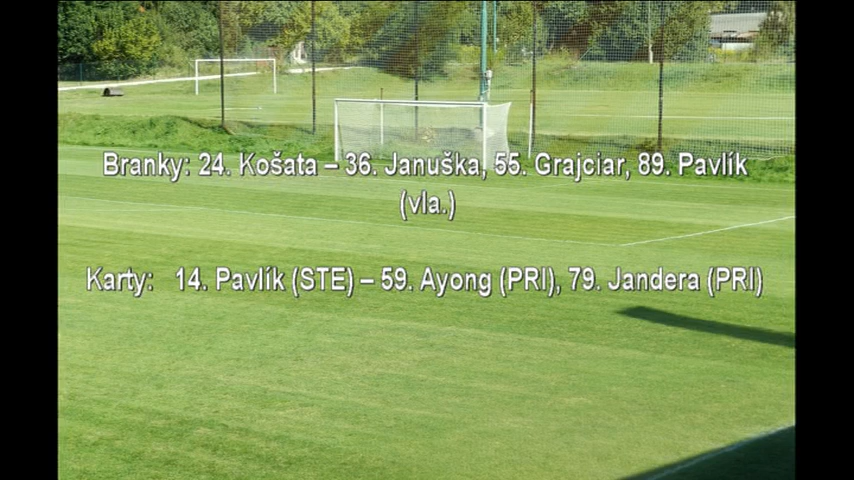 Branky: 24. Košata – 36. Januška, 55. Grajciar, 89. Pavlík
(vla.)
Karty: 14. Pavlík (STE) – 59. Ayong (PRI), 79. Jandera (PRI)